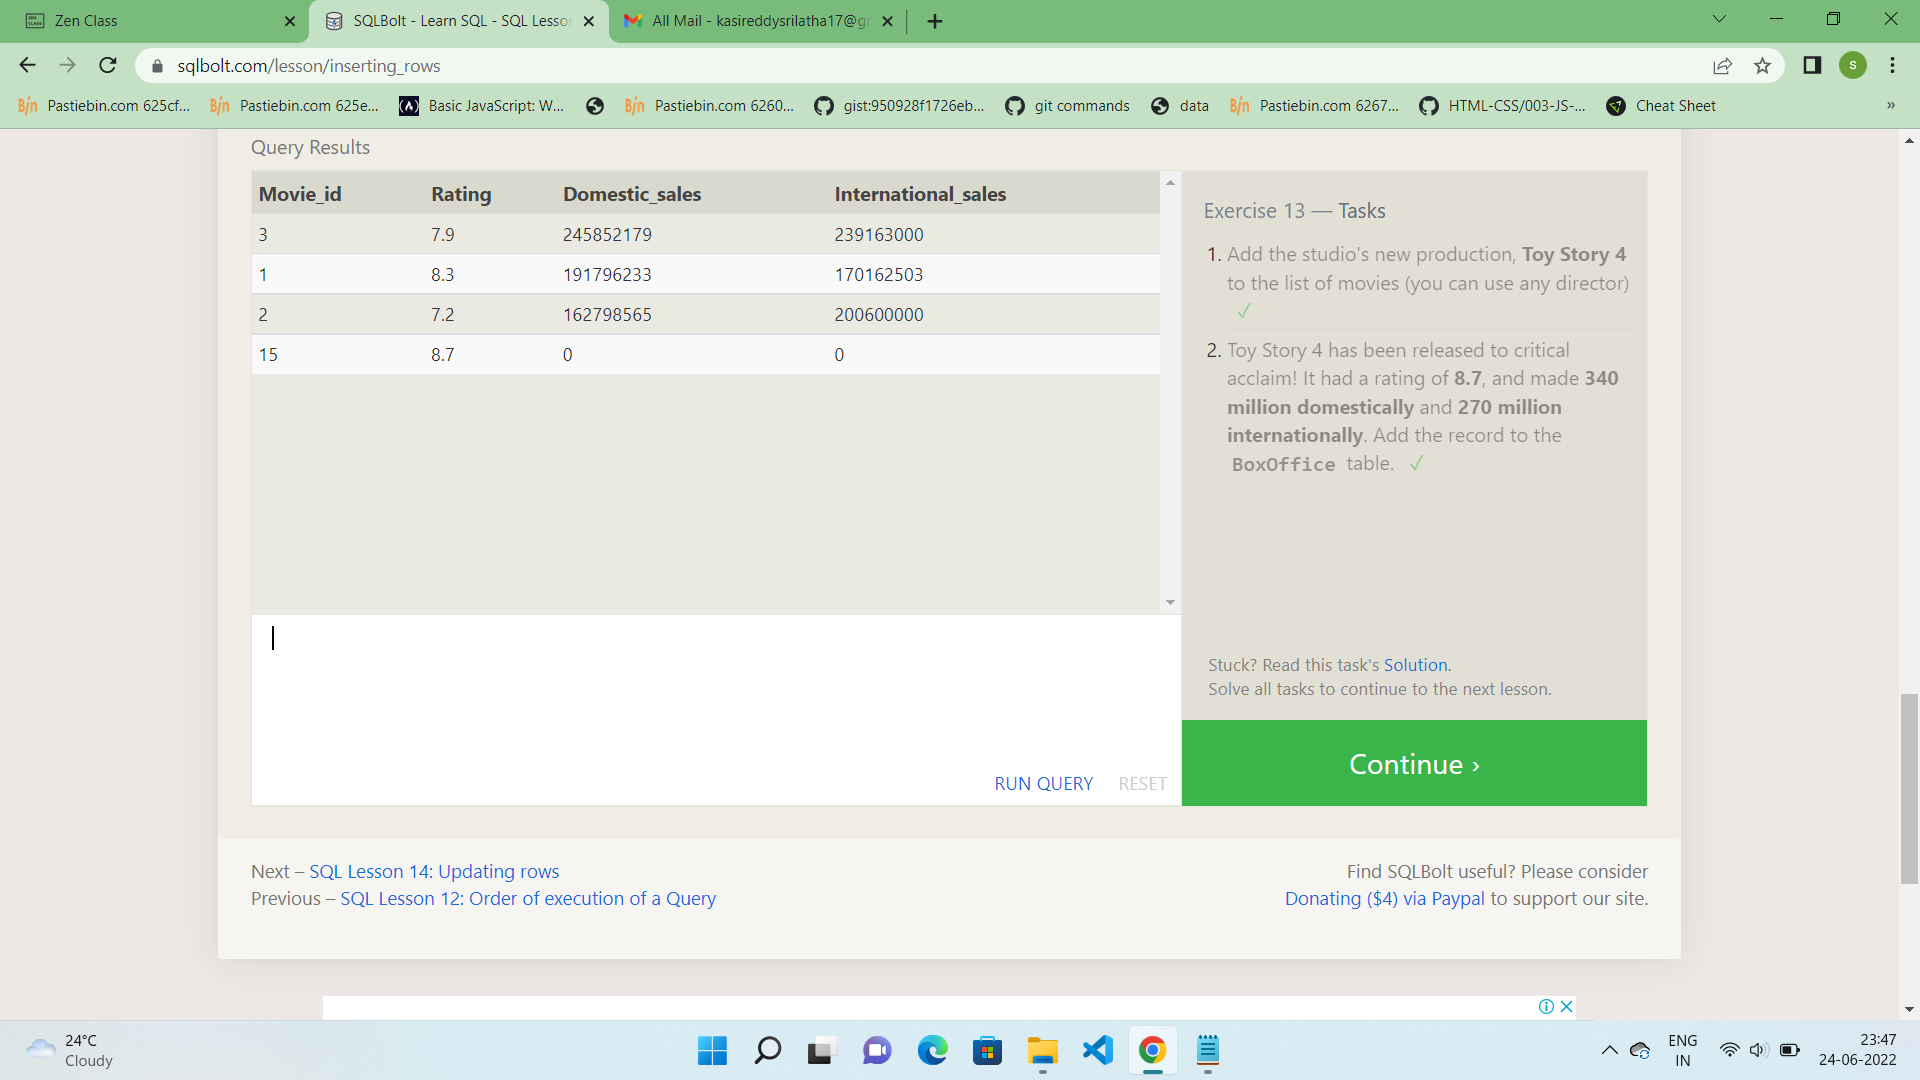 Zen Class
SQLBolt - Learn SQL - SQL Lesso
All Mail - kasireddysrilatha17@g
sqlbolt.com/lesson/inserting_rows
S
Pastiebin.com 625cf...
Pastiebin.com 625e...
Basic JavaScript: W...
Pastiebin.com 6260...
gist:950928f1726eb...
git commands
data
Pastiebin.com 6267...
HTML-CSS/003-JS-...
Cheat Sheet
»
Query Results
Movie_id Rating Domestic_sales International_sales
3 7.9 245852179 239163000
1 8.3 191796233 170162503
2 7.2 162798565 200600000
15 8.7 0 0
RUN QUERY RESET
Exercise 13 — Tasks
1. Add the studio's new production, Toy Story 4
to the list of movies (you can use any director)
✓
2. Toy Story 4 has been released to critical
acclaim! It had a rating of 8.7, and made 340
million domestically and 270 million
internationally. Add the record to the
BoxOffice table. ✓
Stuck? Read this task's Solution.
Solve all tasks to continue to the next lesson.
Continue ›
Next – SQL Lesson 14: Updating rows
Previous – SQL Lesson 12: Order of execution of a Query
Find SQLBolt useful? Please consider
Donating ($4) via Paypal to support our site.
24°C
Cloudy
ENG
IN
23:47
24-06-2022